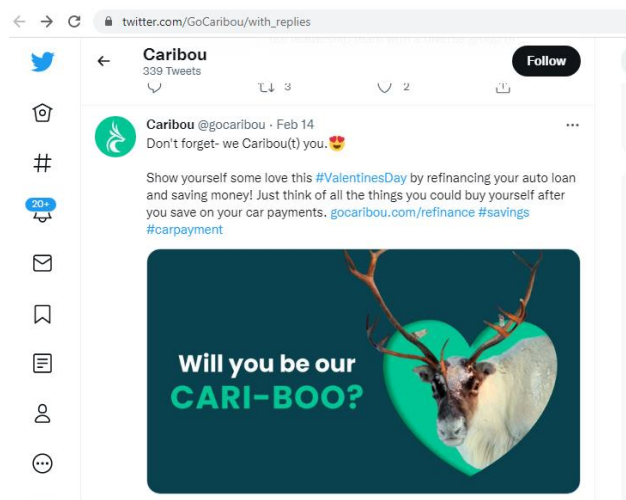 twitter.com/GoCaribou/with_replies
Caribou
339 Tweets
Follow
3
2
Caribou @gocaribou · Feb 14
Don't forget- we Caribou(t) you.😍
Show yourself some love this #ValentinesDay by refinancing your auto loan
and saving money! Just think of all the things you could buy yourself after
you save on your car payments. gocaribou.com/refinance #savings
#carpayment
20+
Will you be our
CARI-BOO?